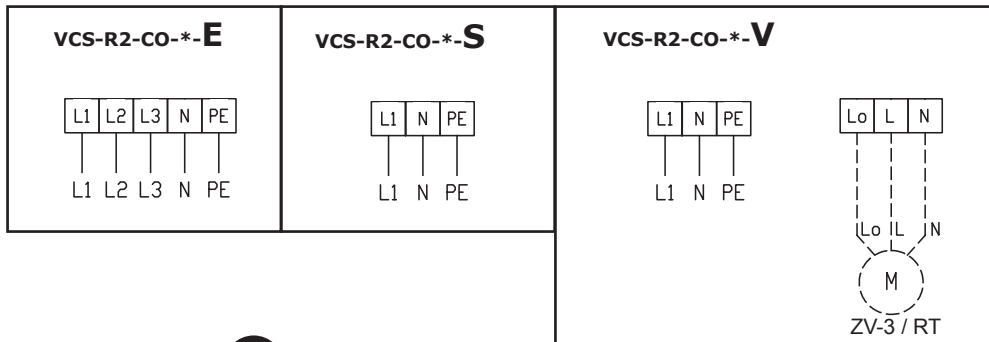 VCS-R2-CO-*-E
L1 L2 L3 N PE
L1 L2 L3 N PE
VCS-R2-CO-*-S
L1 N PE
L1 N PE
VCS-R2-CO-*-V
L1 N PE
L1 N PE
Lo L N
Lo L N
M
ZV-3 / RT